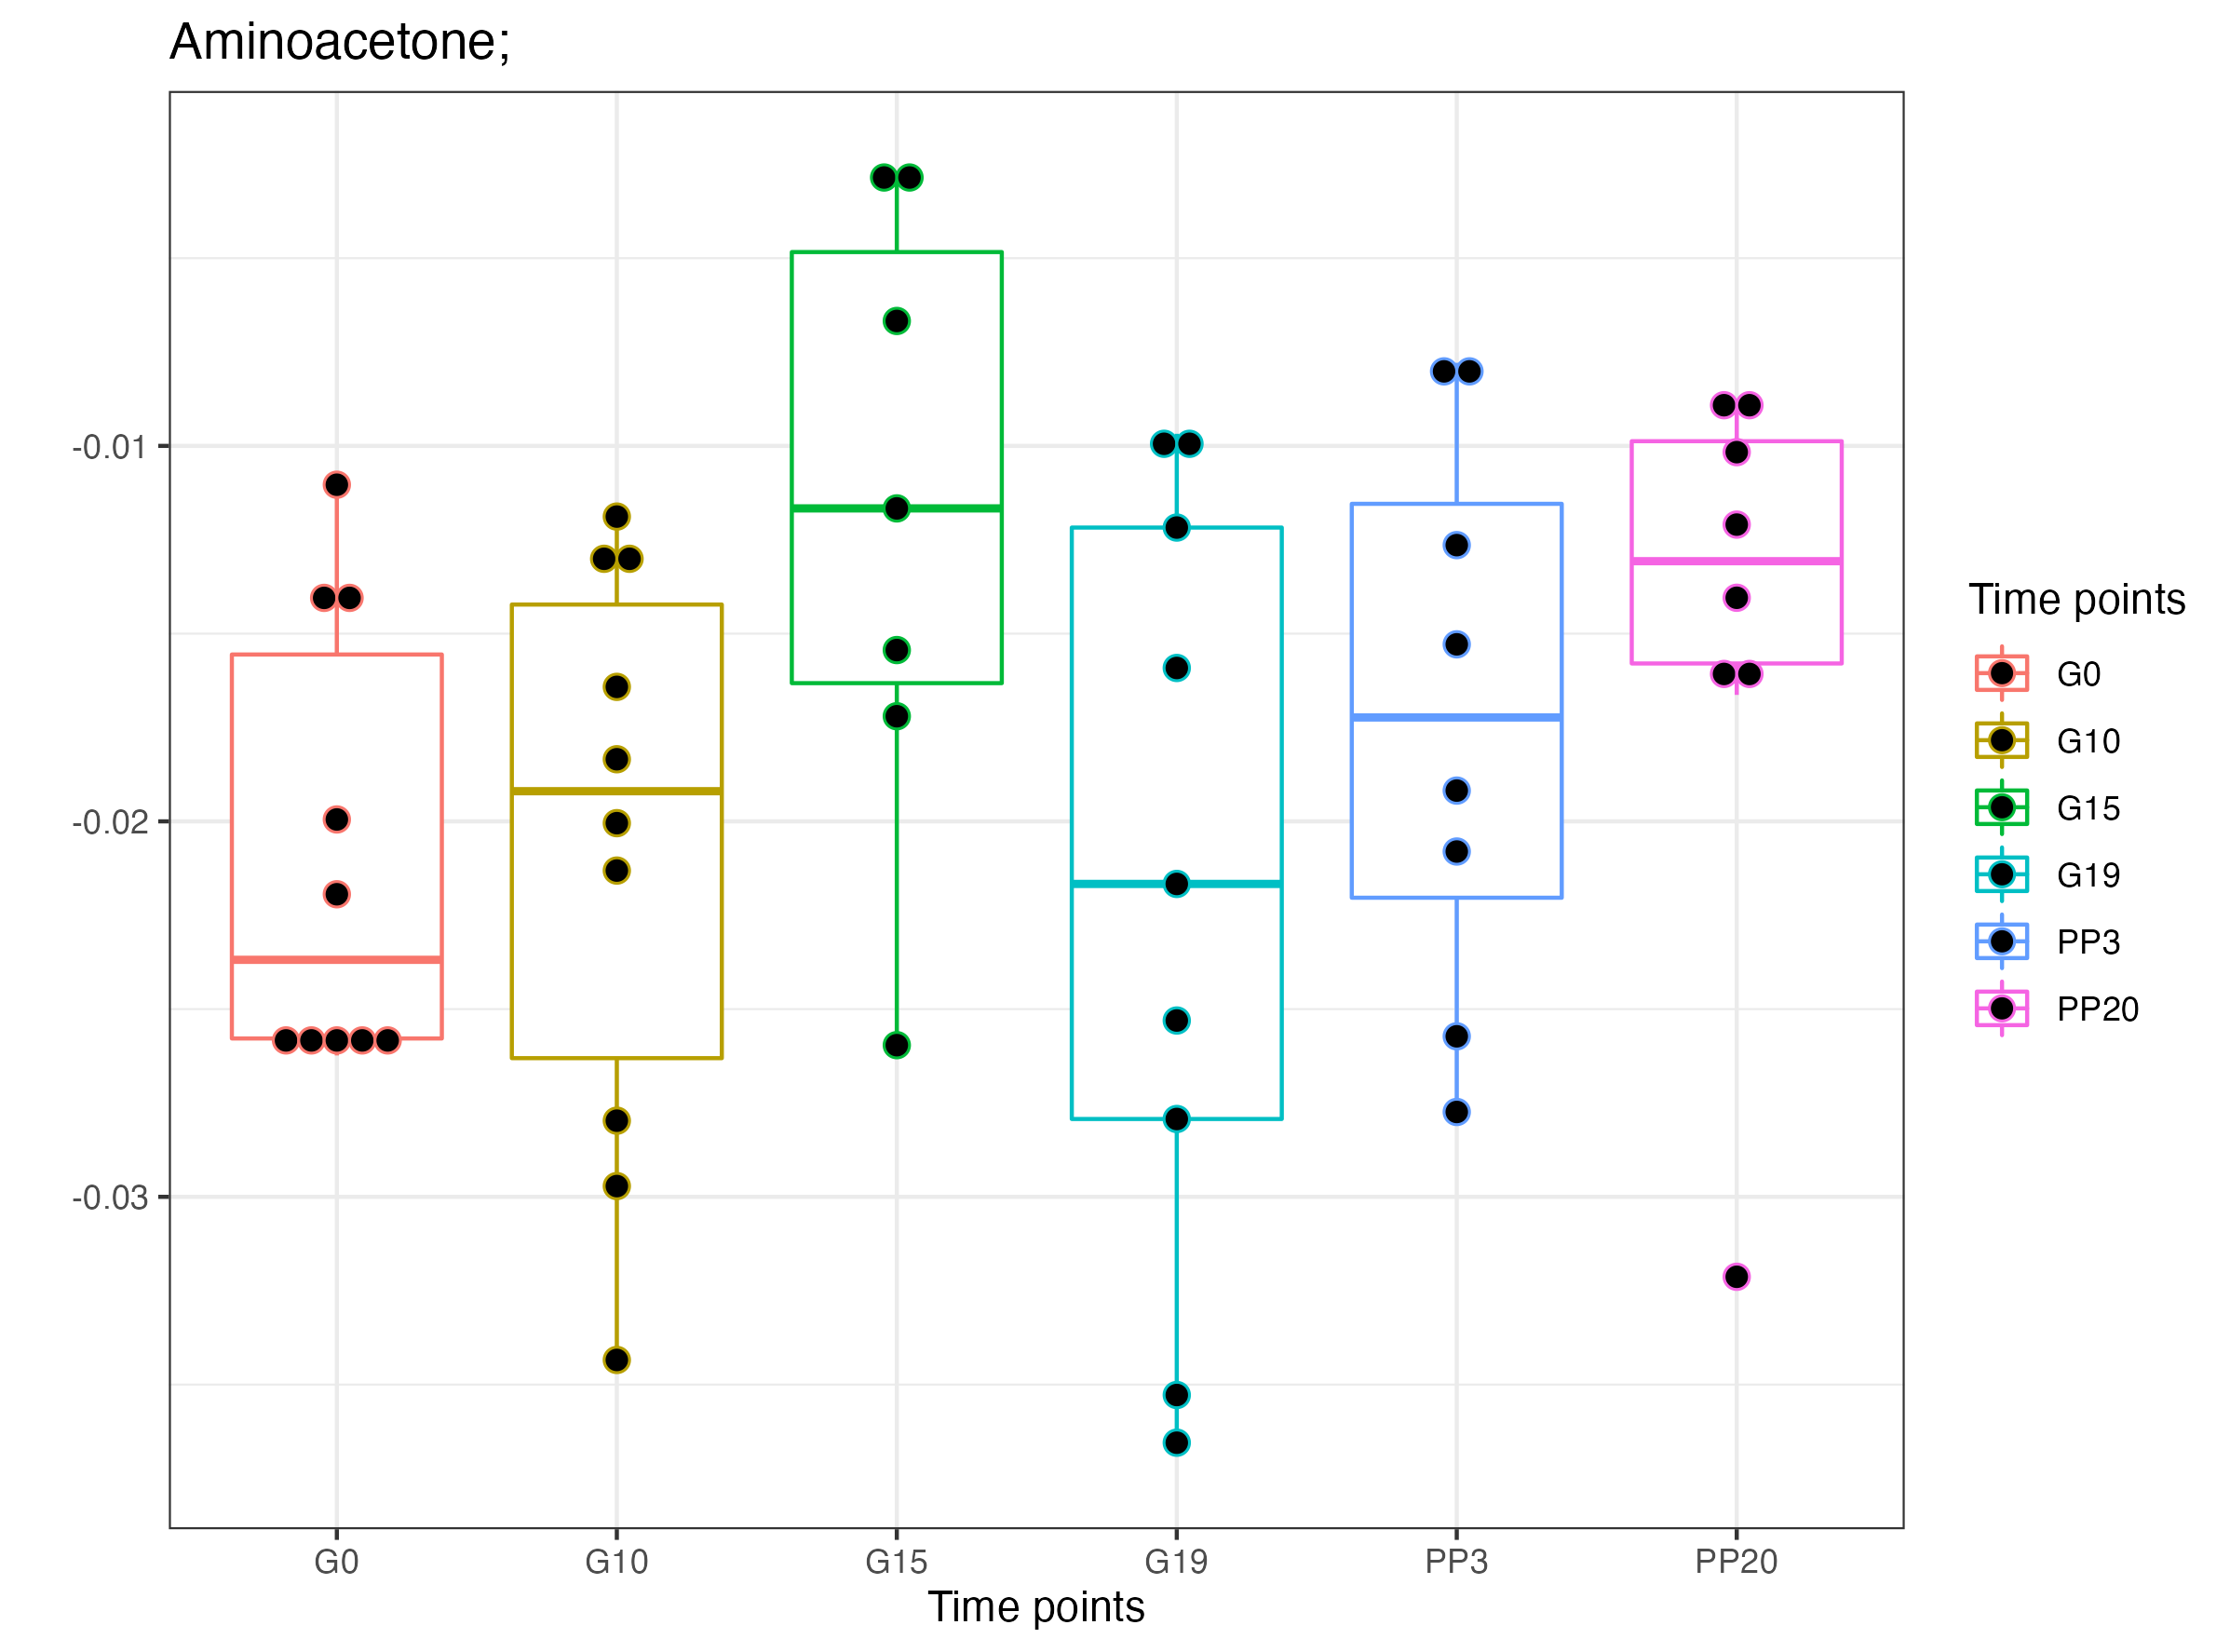 Aminoacetone;
-0.01
-0.02
-0.03
G0 G10 G15 G19 PP3 PP20
Time points
Time points
G0
G10
G15
G19
PP3
PP20